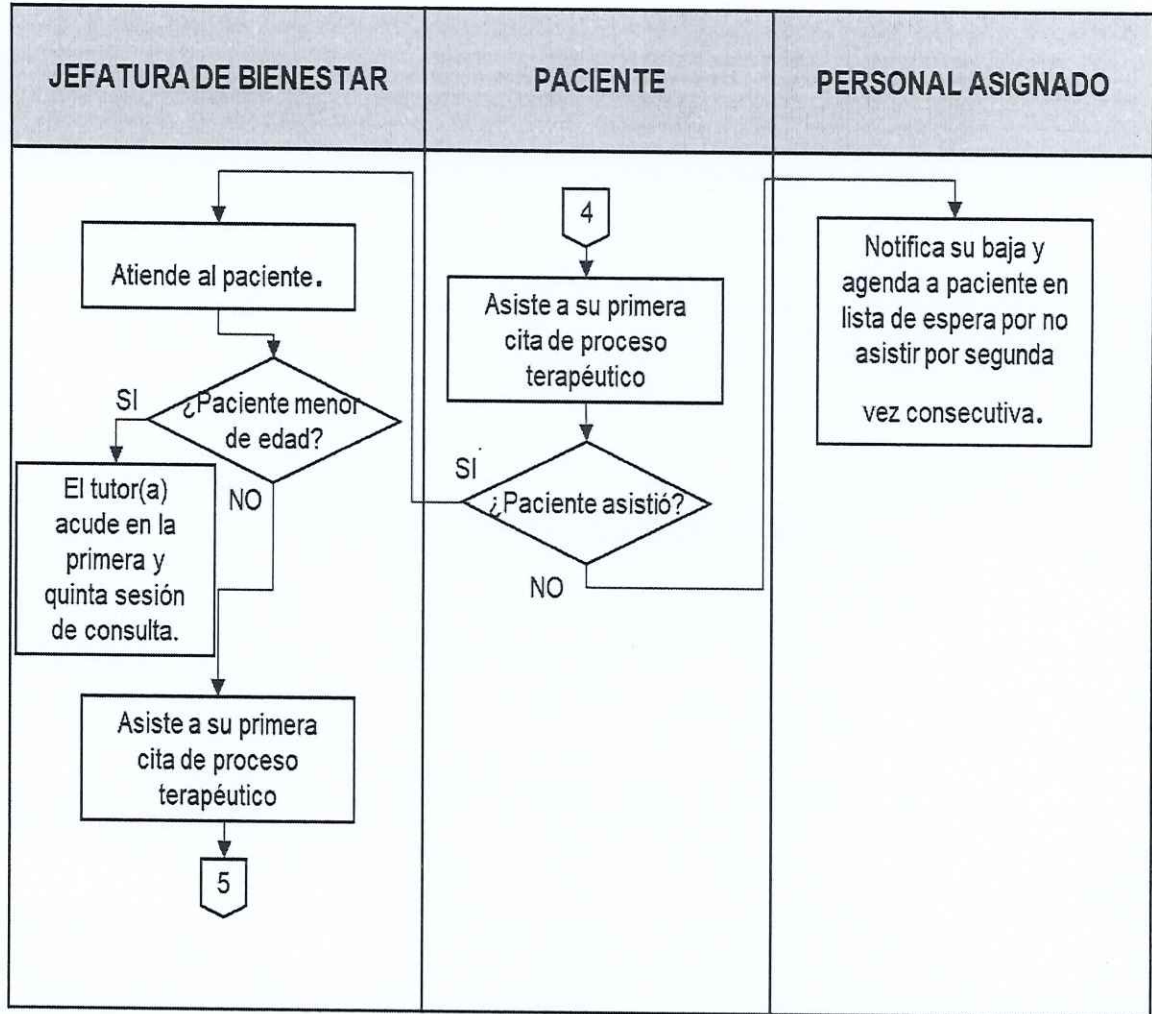 JEFATURA DE BIENESTAR
PACIENTE
PERSONAL ASIGNADO
Atiende al paciente.
¿Paciente menor
de edad?
SI
NO
El tutor(a)
acude en la
primera y
quinta sesión
de consulta.
Asiste a su primera
cita de proceso
terapéutico
5
4
Asiste a su primera
cita de proceso
terapéutico
SI
¿Paciente asistió?
NO
Notifica su baja y
agenda a paciente en
lista de espera por no
asistir por segunda
vez consecutiva.